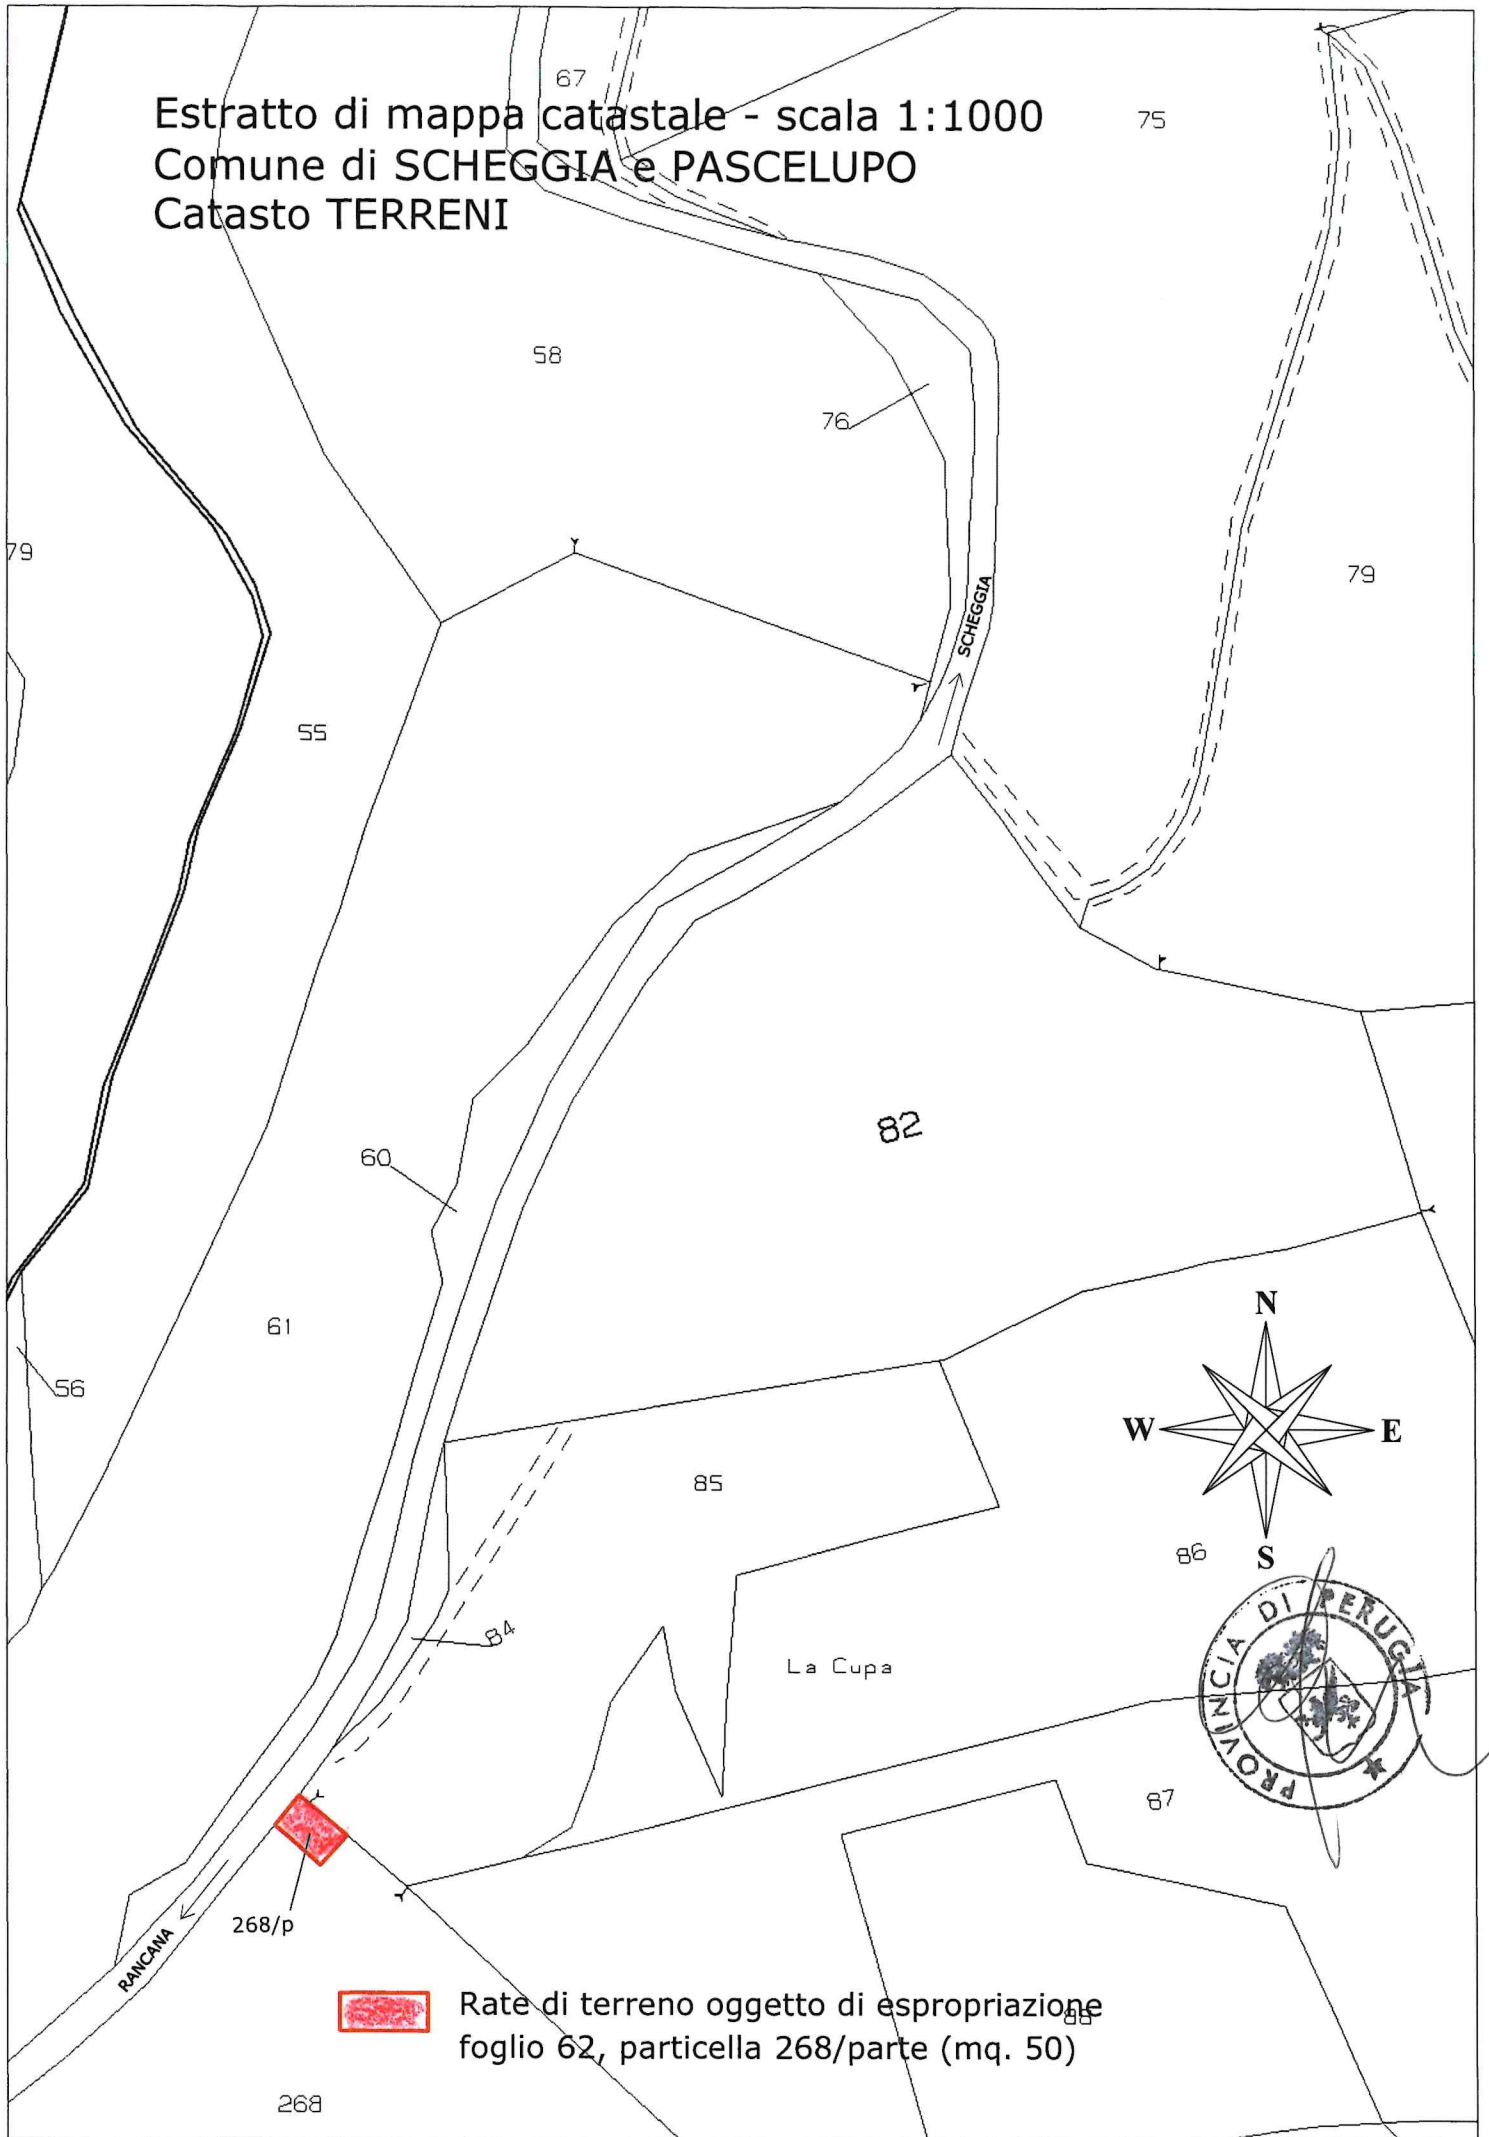 67
Estratto di mappa catastale - scala 1:1000
75
Comune di SCHEGGIA e PASCELUPO
Catasto TERRENI
58
76
79
79
SCHEGGIA
55
82
60
N
61
56
W
E
85
86
S
84
PROVINCIA DI PERUGIA
La Cupa
87
268/p
RANCANA
Rate di terreno oggetto di espropriazione
88
foglio 62, particella 268/parte (mq. 50)
268